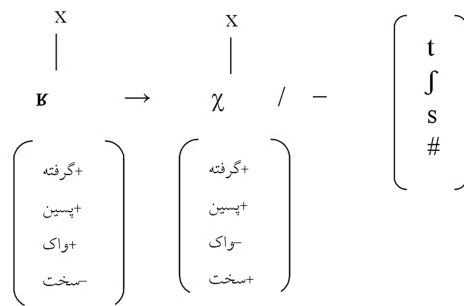 X X
ʁ → χ / –
t
ʃ
s
#
+گرفته +گرفته
+پسین +پسین
+واک –واک
–سخت +سخت